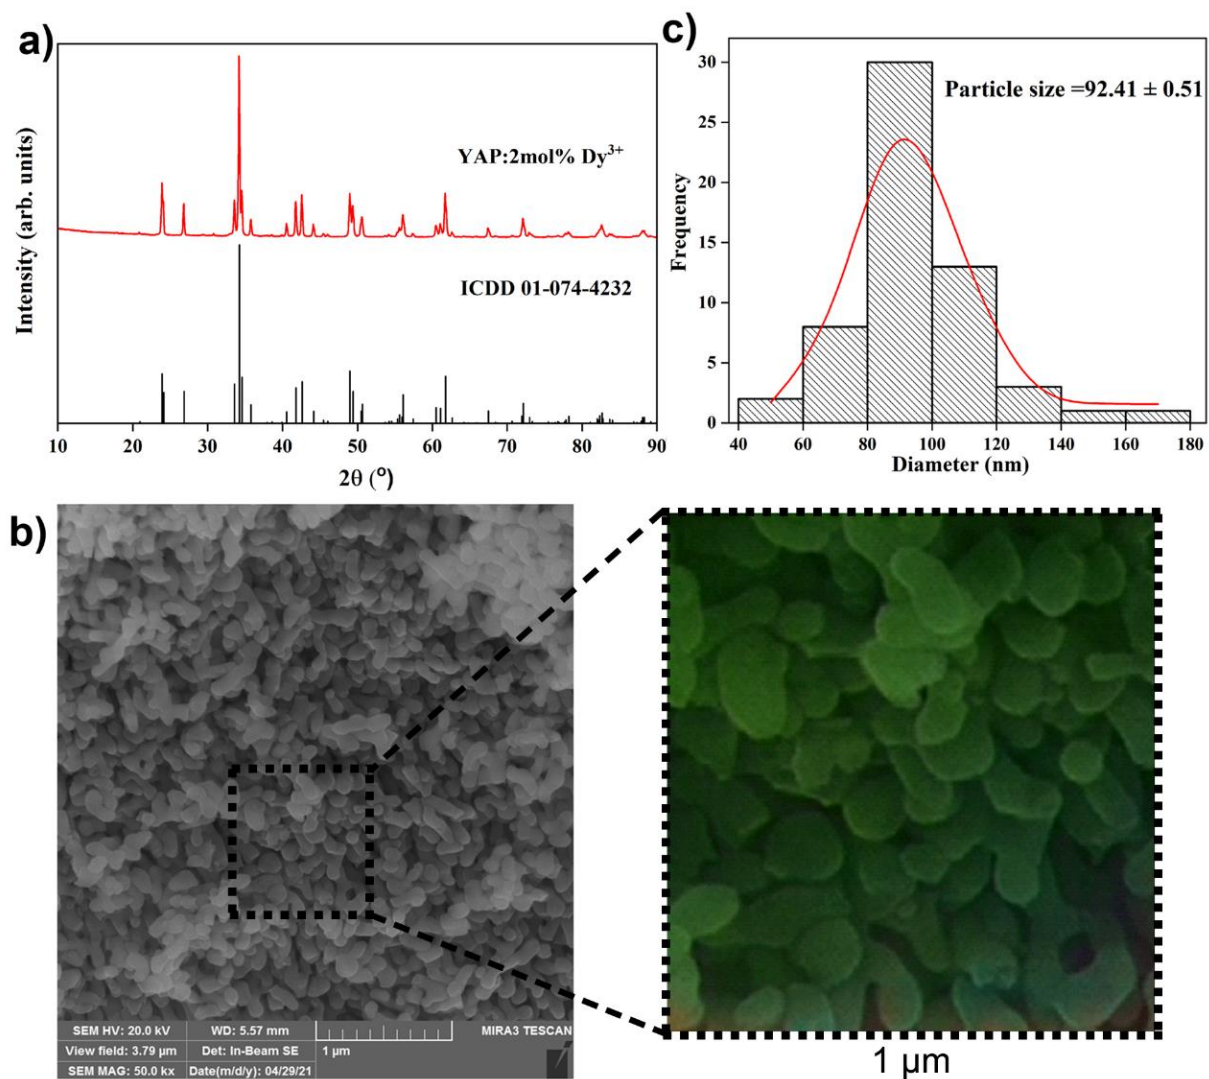 a)
Intensity (arb. units)
YAP:2mol% Dy³⁺
ICDD 01-074-4232
10 20 30 40 50 60 70 80 90
2θ (°)
c)
Particle size =92.41 ± 0.51
Frequency
30
25
20
15
10
5
0
40 60 80 100 120 140 160 180
Diameter (nm)
b)
SEM HV: 20.0 kV WD: 5.57 mm MIRA3 TESCAN
View field: 3.79 µm Det: In-Beam SE 1 µm
SEM MAG: 50.0 kx Date(m/d/y): 04/29/21
1 µm